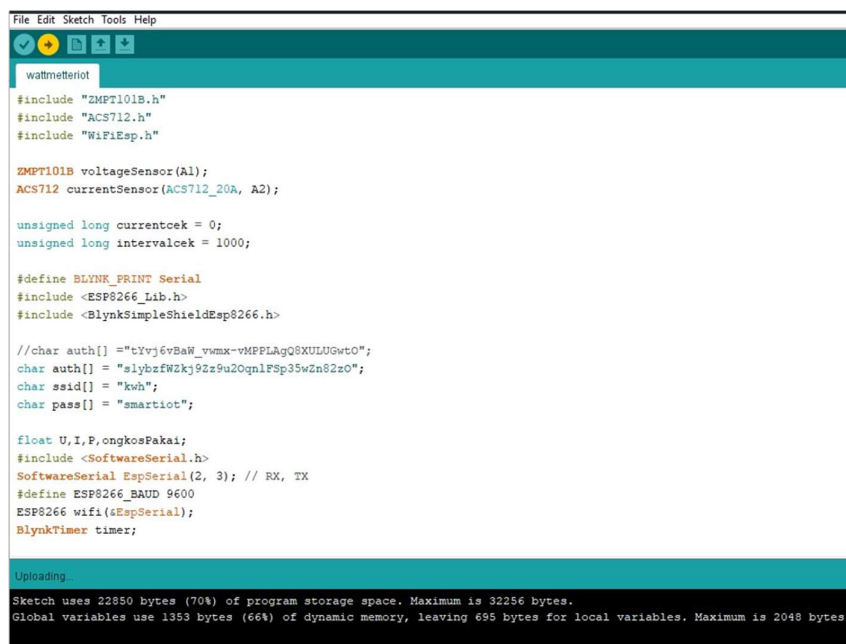 File Edit Sketch Tools Help
wattmetteriot
#include "ZMPT101B.h"
#include "ACS712.h"
#include "WiFiEsp.h"
ZMPT101B voltageSensor(A1);
ACS712 currentSensor(ACS712_20A, A2);
unsigned long currentcek = 0;
unsigned long intervalcek = 1000;
#define BLYNK_PRINT Serial
#include <ESP8266_Lib.h>
#include <BlynkSimpleShieldEsp8266.h>
//char auth[] ="tYvj6vBaW_vwmx-vMPPLAgQ8XULUGwtO";
char auth[] = "slybzfWZkj9Zz9u2OqnlFSp35wZn82zO";
char ssid[] = "kwh";
char pass[] = "smartiot";
float U,I,P,ongkosPakai;
#include <SoftwareSerial.h>
SoftwareSerial EspSerial(2, 3); // RX, TX
#define ESP8266_BAUD 9600
ESP8266 wifi(&EspSerial);
BlynkTimer timer;
Uploading...
Sketch uses 22850 bytes (70%) of program storage space. Maximum is 32256 bytes.
Global variables use 1353 bytes (66%) of dynamic memory, leaving 695 bytes for local variables. Maximum is 2048 bytes